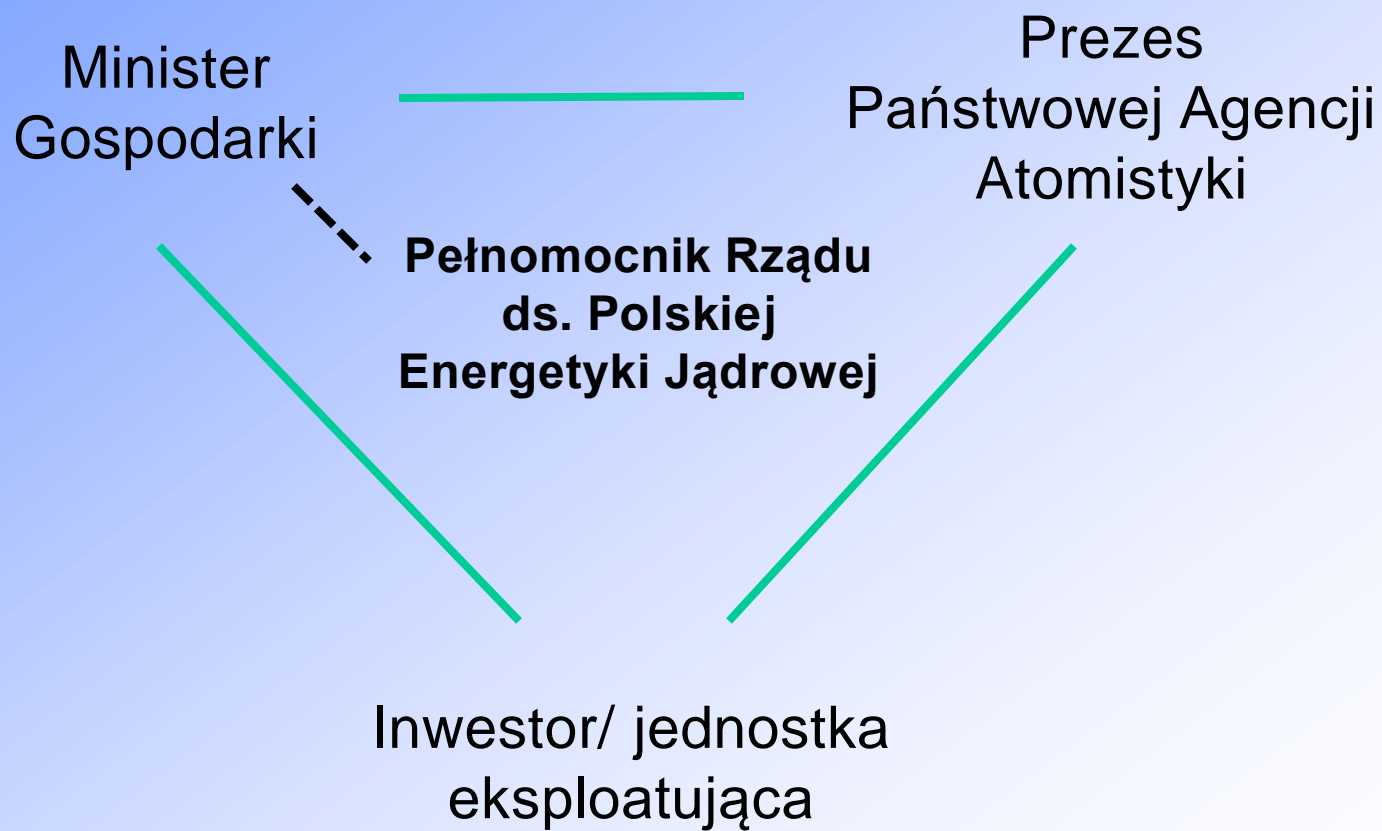 Minister
Gospodarki
Prezes
Państwowej Agencji
Atomistyki
Pełnomocnik Rządu
ds. Polskiej
Energetyki Jądrowej
Inwestor/ jednostka
eksploatująca